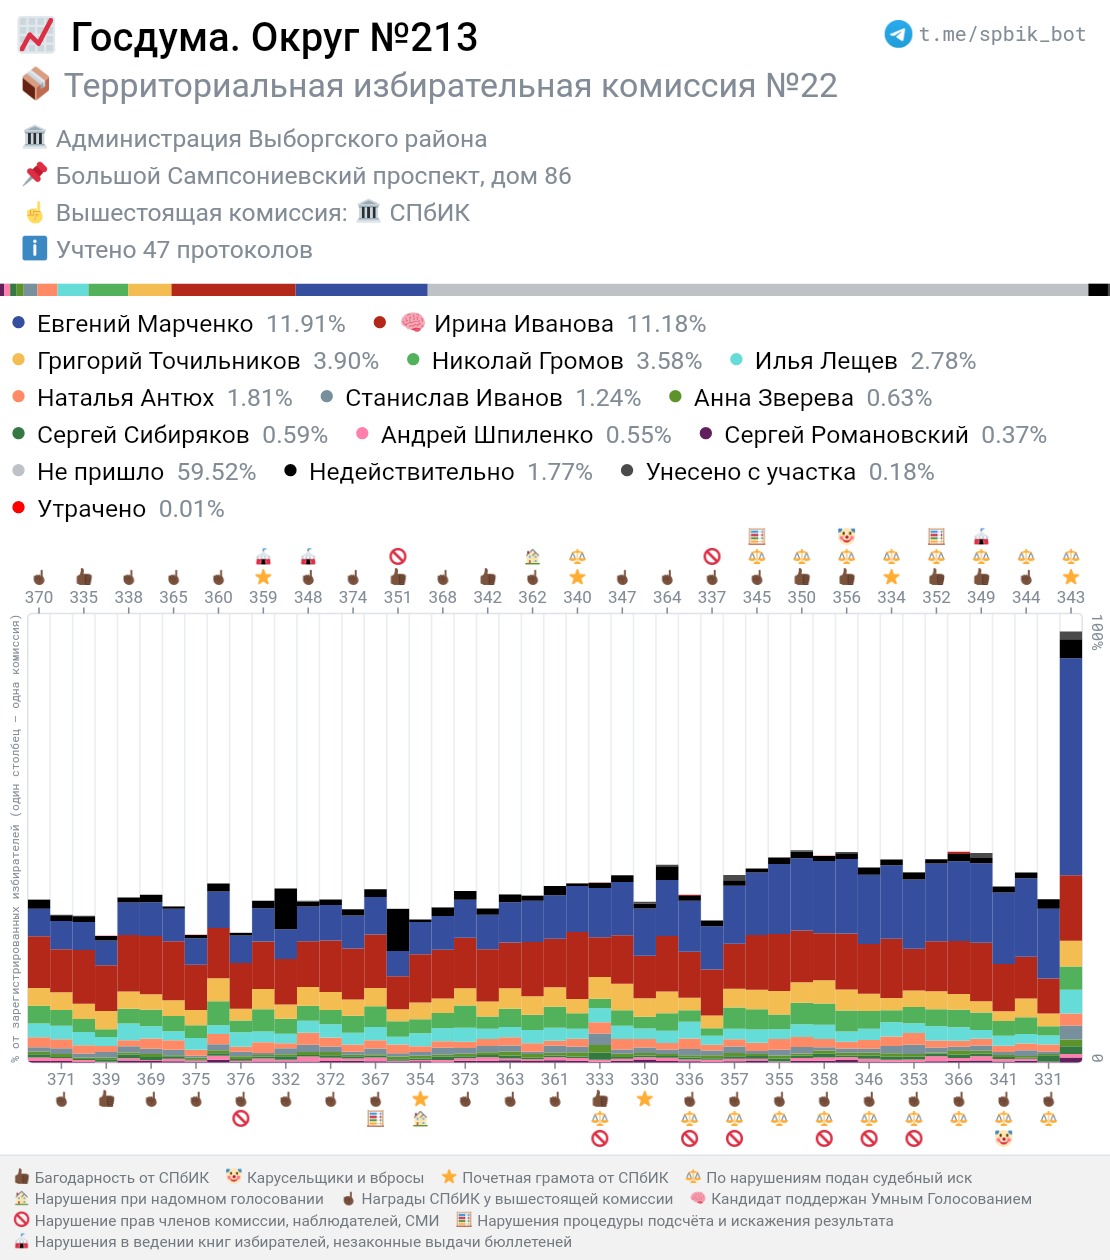 Госдума. Округ №213
t.me/spbik_bot
Территориальная избирательная комиссия №22
Администрация Выборгского района
Большой Сампсониевский проспект, дом 86
Вышестоящая комиссия: СПбИК
Учтено 47 протоколов
Евгений Марченко 11.91% Ирина Иванова 11.18%
Григорий Точильников 3.90% Николай Громов 3.58% Илья Лещев 2.78%
Наталья Антюх 1.81% Станислав Иванов 1.24% Анна Зверева 0.63%
Сергей Сибиряков 0.59% Андрей Шпиленко 0.55% Сергей Романовский 0.37%
Не пришло 59.52% Недействительно 1.77% Унесено с участка 0.18%
Утрачено 0.01%
370 335 338 365 360 359 348 374 351 368 342 362 340 347 364 337 345 350 356 334 352 349 344 343
100%
% от зарегистрированных избирателей (один столбец — одна комиссия)
0
371 339 369 375 376 332 372 367 354 373 363 361 333 330 336 357 355 358 346 353 366 341 331
Багодарность от СПбИК Карусельщики и вбросы Почетная грамота от СПбИК По нарушениям подан судебный иск
Нарушения при надомном голосовании Награды СПбИК у вышестоящей комиссии Кандидат поддержан Умным Голосованием
Нарушение прав членов комиссии, наблюдателей, СМИ Нарушения процедуры подсчёта и искажения результата
Нарушения в ведении книг избирателей, незаконные выдачи бюллетеней